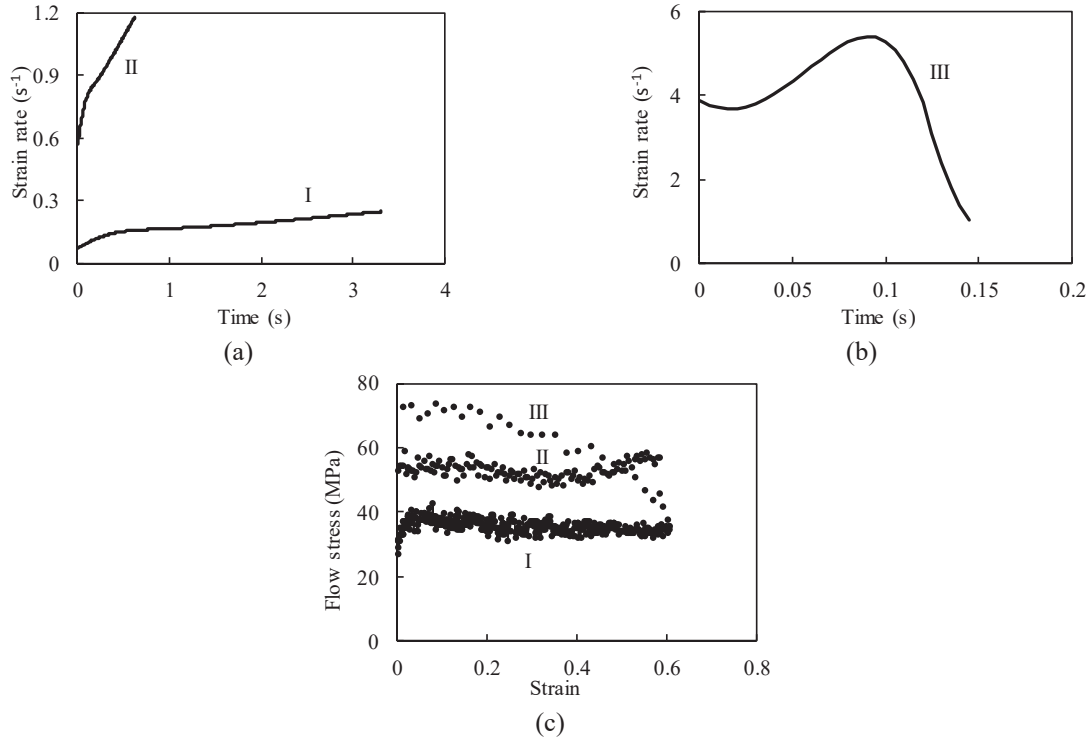 1.2
0.9
0.6
0.3
0
Strain rate (s-1)
II
I
0 1 2 3 4
Time (s)
(a)
6
4
2
0
Strain rate (s-1)
III
0 0.05 0.1 0.15 0.2
Time (s)
(b)
80
60
40
20
0
Flow stress (MPa)
III
II
I
0 0.2 0.4 0.6 0.8
Strain
(c)